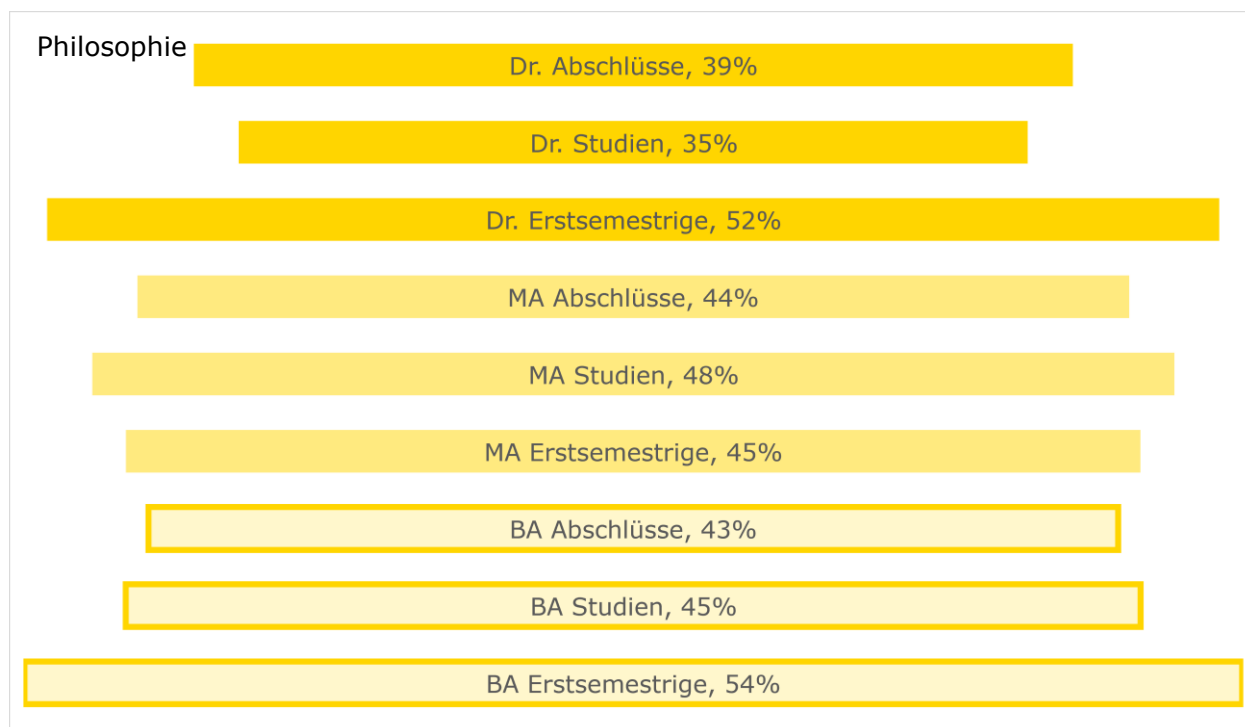 Philosophie
Dr. Abschlüsse, 39%
Dr. Studien, 35%
Dr. Erstsemestrige, 52%
MA Abschlüsse, 44%
MA Studien, 48%
MA Erstsemestrige, 45%
BA Abschlüsse, 43%
BA Studien, 45%
BA Erstsemestrige, 54%